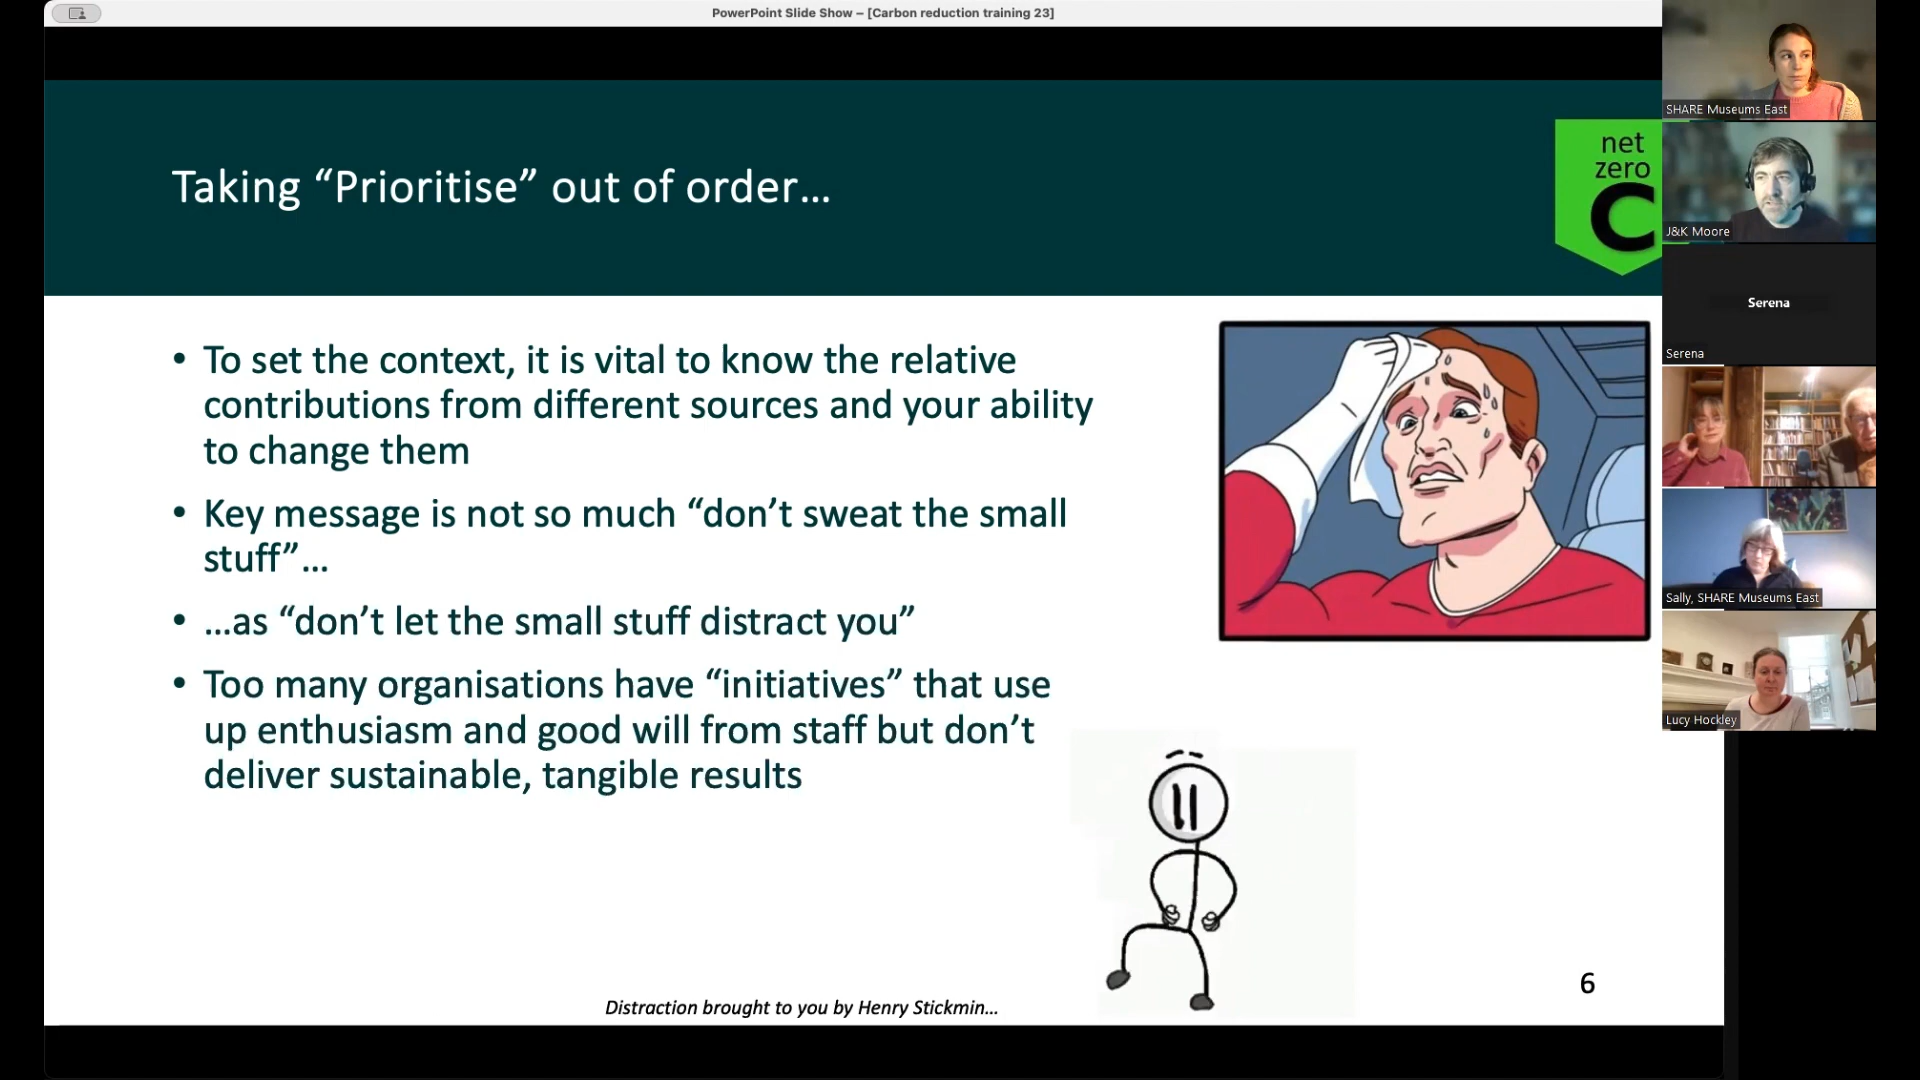 PowerPoint Slide Show – [Carbon reduction training 23]
Taking “Prioritise” out of order…
net
zero
C
• To set the context, it is vital to know the relative
contributions from different sources and your ability
to change them
• Key message is not so much “don’t sweat the small
stuff”…
• …as “don’t let the small stuff distract you”
• Too many organisations have “initiatives” that use
up enthusiasm and good will from staff but don’t
deliver sustainable, tangible results
Distraction brought to you by Henry Stickmin…
6
SHARE Museums East
J&K Moore
Serena
Serena
Sally, SHARE Museums East
Lucy Hockley